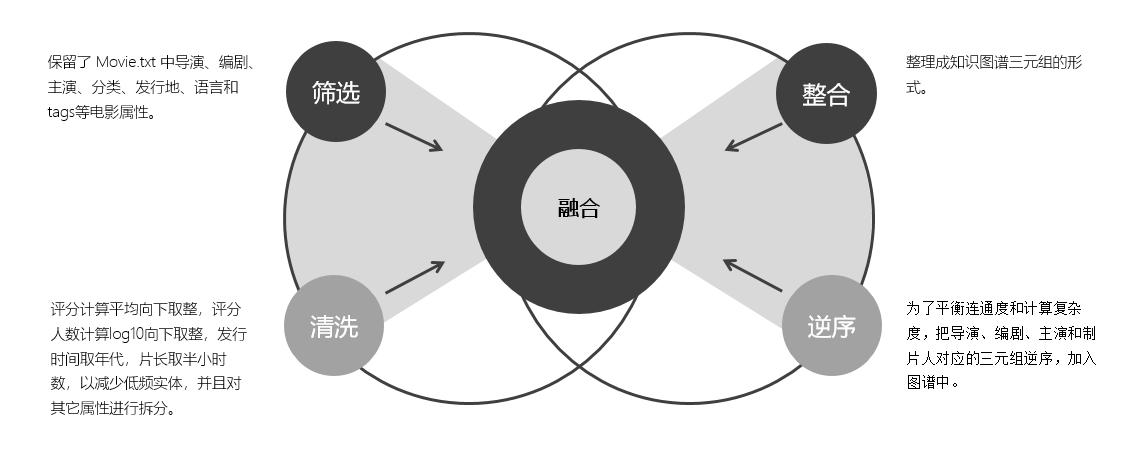 保留了 Movie.txt 中导演、编剧、
主演、分类、发行地、语言和
tags等电影属性。
筛选
整合
整理成知识图谱三元组的形
式。
融合
评分计算平均向下取整，评分
人数计算log10向下取整，发行
时间取年代，片长取半小时
数，以减少低频实体，并且对
其它属性进行拆分。
清洗
逆序
为了平衡连通度和计算复杂
度，把导演、编剧、主演和制
片人对应的三元组逆序，加入
图谱中。